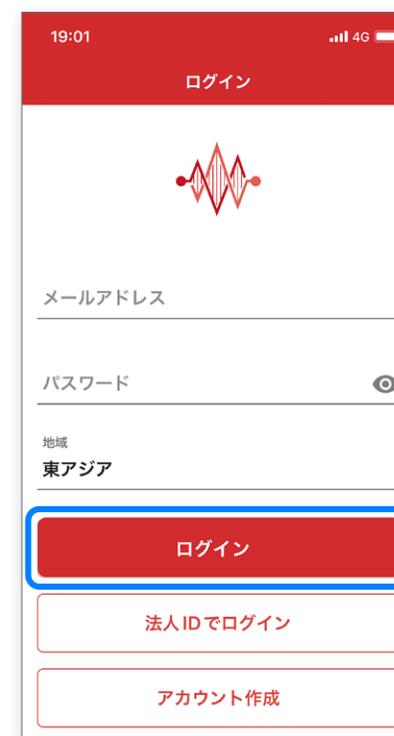 19:01
4G
ログイン
メールアドレス
パスワード
地域
東アジア
ログイン
法人IDでログイン
アカウント作成